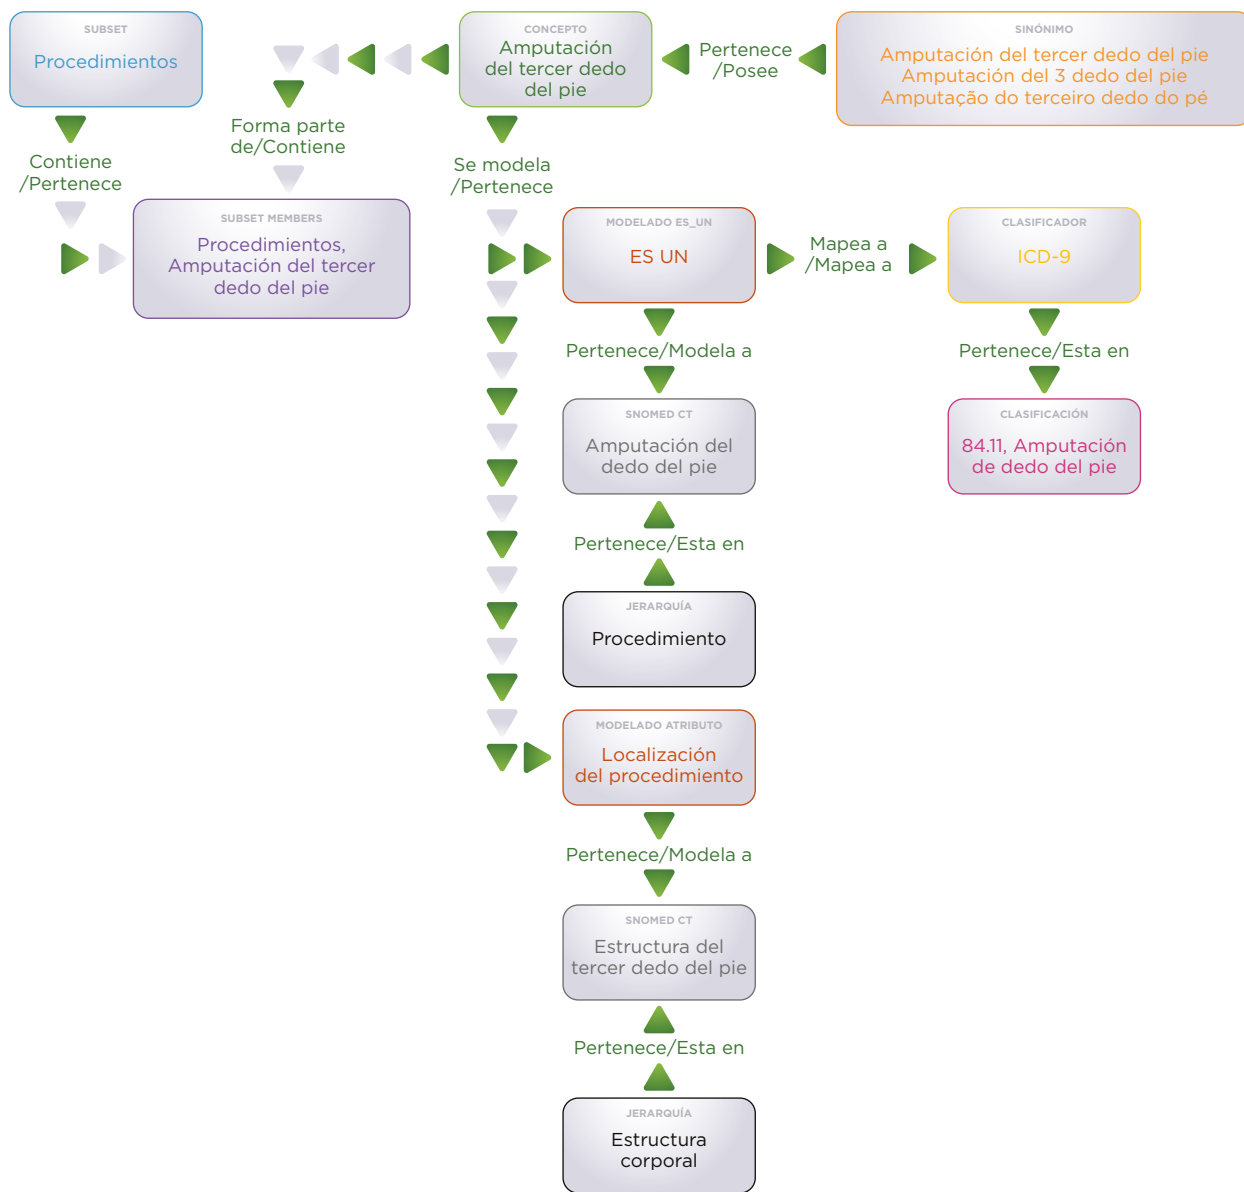 SUBSET
Procedimientos
CONCEPTO
Amputación
del tercer dedo
del pie
Pertenece
/Posee
SINÓNIMO
Amputación del tercer dedo del pie
Amputación del 3 dedo del pie
Amputação do terceiro dedo do pé
Contiene
/Pertenece
Forma parte
de/Contiene
Se modela
/Pertenece
SUBSET MEMBERS
Procedimientos,
Amputación del tercer
dedo del pie
MODELADO ES_UN
ES UN
Mapea a
/Mapea a
CLASIFICADOR
ICD-9
Pertenece/Modela a
Pertenece/Esta en
SNOMED CT
Amputación del
dedo del pie
CLASIFICACIÓN
84.11, Amputación
de dedo del pie
Pertenece/Esta en
JERARQUÍA
Procedimiento
MODELADO ATRIBUTO
Localización
del procedimiento
Pertenece/Modela a
SNOMED CT
Estructura del
tercer dedo del pie
Pertenece/Esta en
JERARQUÍA
Estructura
corporal